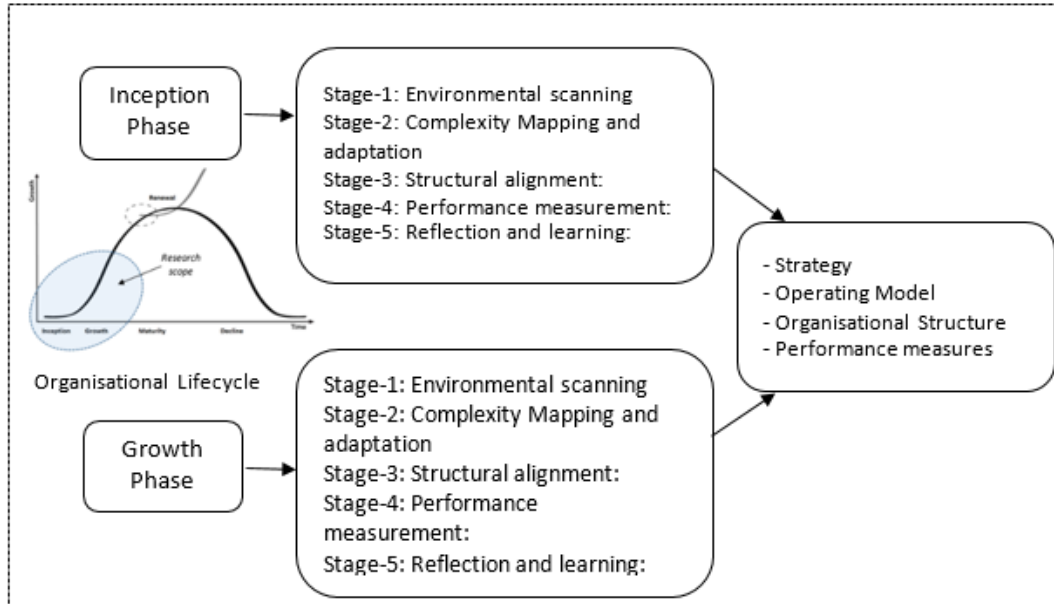 Inception
Phase
Stage-1: Environmental scanning
Stage-2: Complexity Mapping and
adaptation
Stage-3: Structural alignment:
Stage-4: Performance measurement:
Stage-5: Reflection and learning:
Growth
Renewal
Research
scope
Inception
Growth
Maturity
Decline
Time
Organisational Lifecycle
- Strategy
- Operating Model
- Organisational Structure
- Performance measures
Growth
Phase
Stage-1: Environmental scanning
Stage-2: Complexity Mapping and
adaptation
Stage-3: Structural alignment:
Stage-4: Performance
measurement:
Stage-5: Reflection and learning: